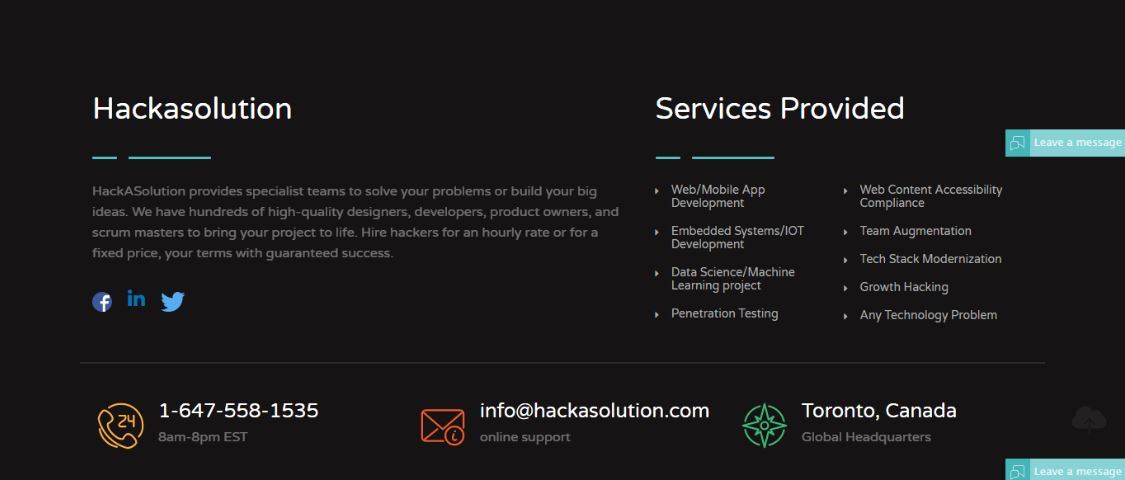 Hackasolution
HackASolution provides specialist teams to solve your problems or build your big
ideas. We have hundreds of high-quality designers, developers, product owners, and
scrum masters to bring your project to life. Hire hackers for an hourly rate or for a
fixed price, your terms with guaranteed success.
Services Provided
Web/Mobile App
Development
Embedded Systems/IOT
Development
Data Science/Machine
Learning project
Penetration Testing
Web Content Accessibility
Compliance
Team Augmentation
Tech Stack Modernization
Growth Hacking
Any Technology Problem
Leave a message
24
1-647-558-1535
8am-8pm EST
info@hackasolution.com
online support
Toronto, Canada
Global Headquarters
Leave a message